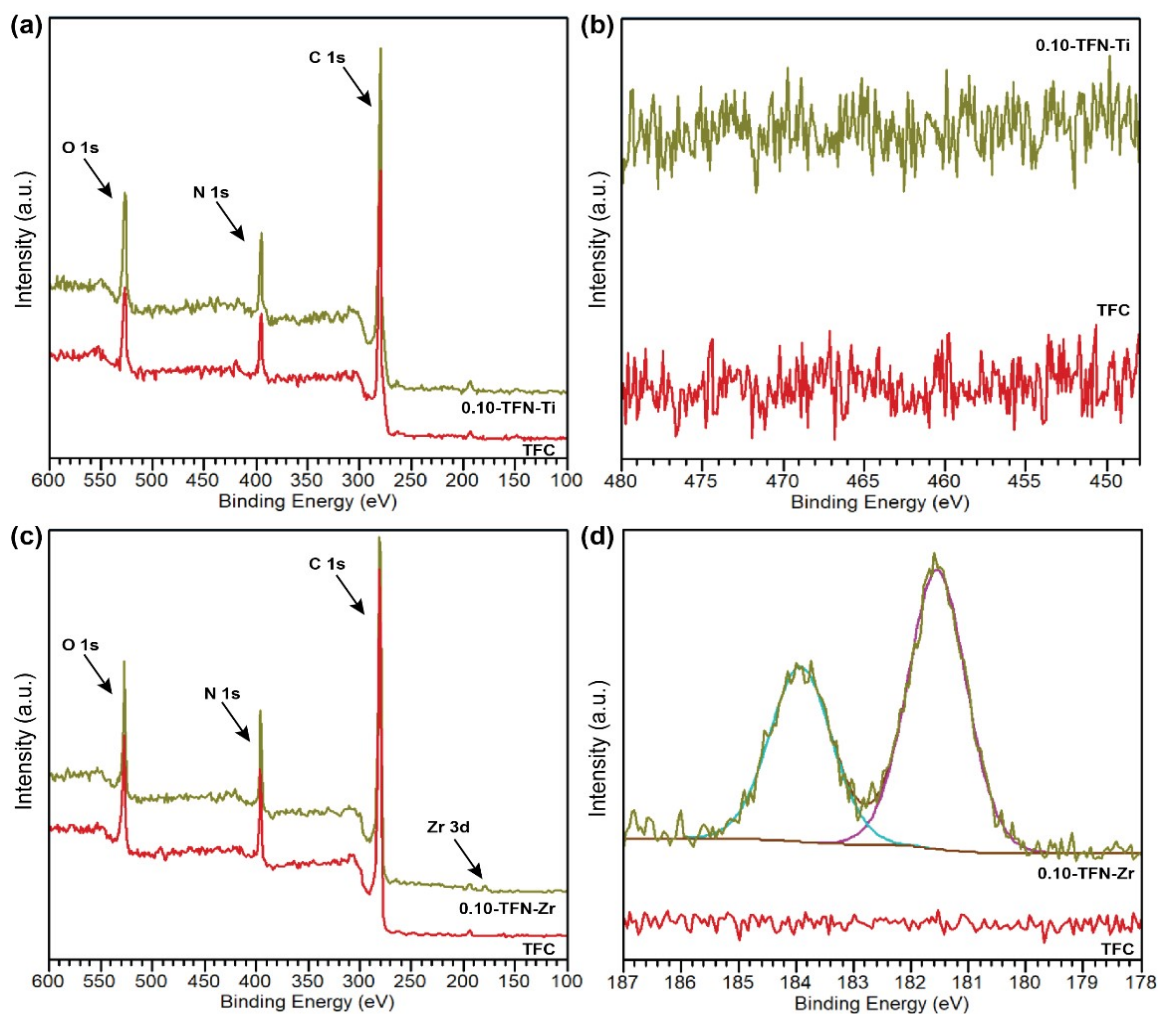 (a)
C 1s
O 1s
N 1s
Intensity (a.u.)
0.10-TFN-Ti
TFC
600 550 500 450 400 350 300 250 200 150 100
Binding Energy (eV)
(b)
0.10-TFN-Ti
Intensity (a.u.)
TFC
480 475 470 465 460 455 450
Binding Energy (eV)
(c)
C 1s
O 1s
N 1s
Intensity (a.u.)
Zr 3d
0.10-TFN-Zr
TFC
600 550 500 450 400 350 300 250 200 150 100
Binding Energy (eV)
(d)
Intensity (a.u.)
0.10-TFN-Zr
TFC
187 186 185 184 183 182 181 180 179 178
Binding Energy (eV)